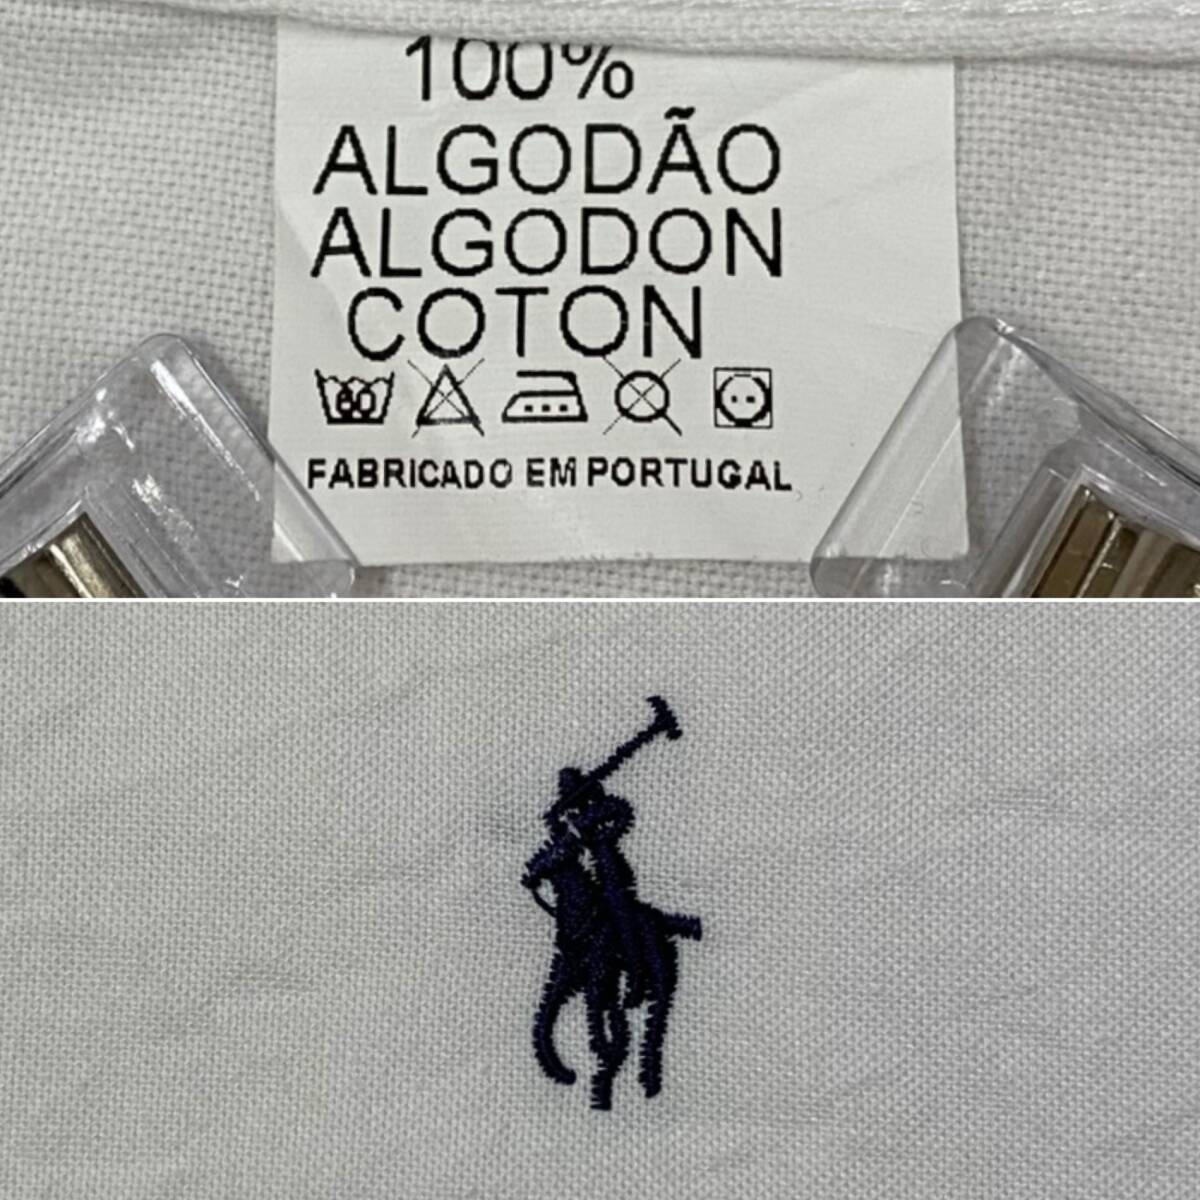 100%
ALGODÃO
ALGODON
COTON
60
FABRICADO EM PORTUGAL